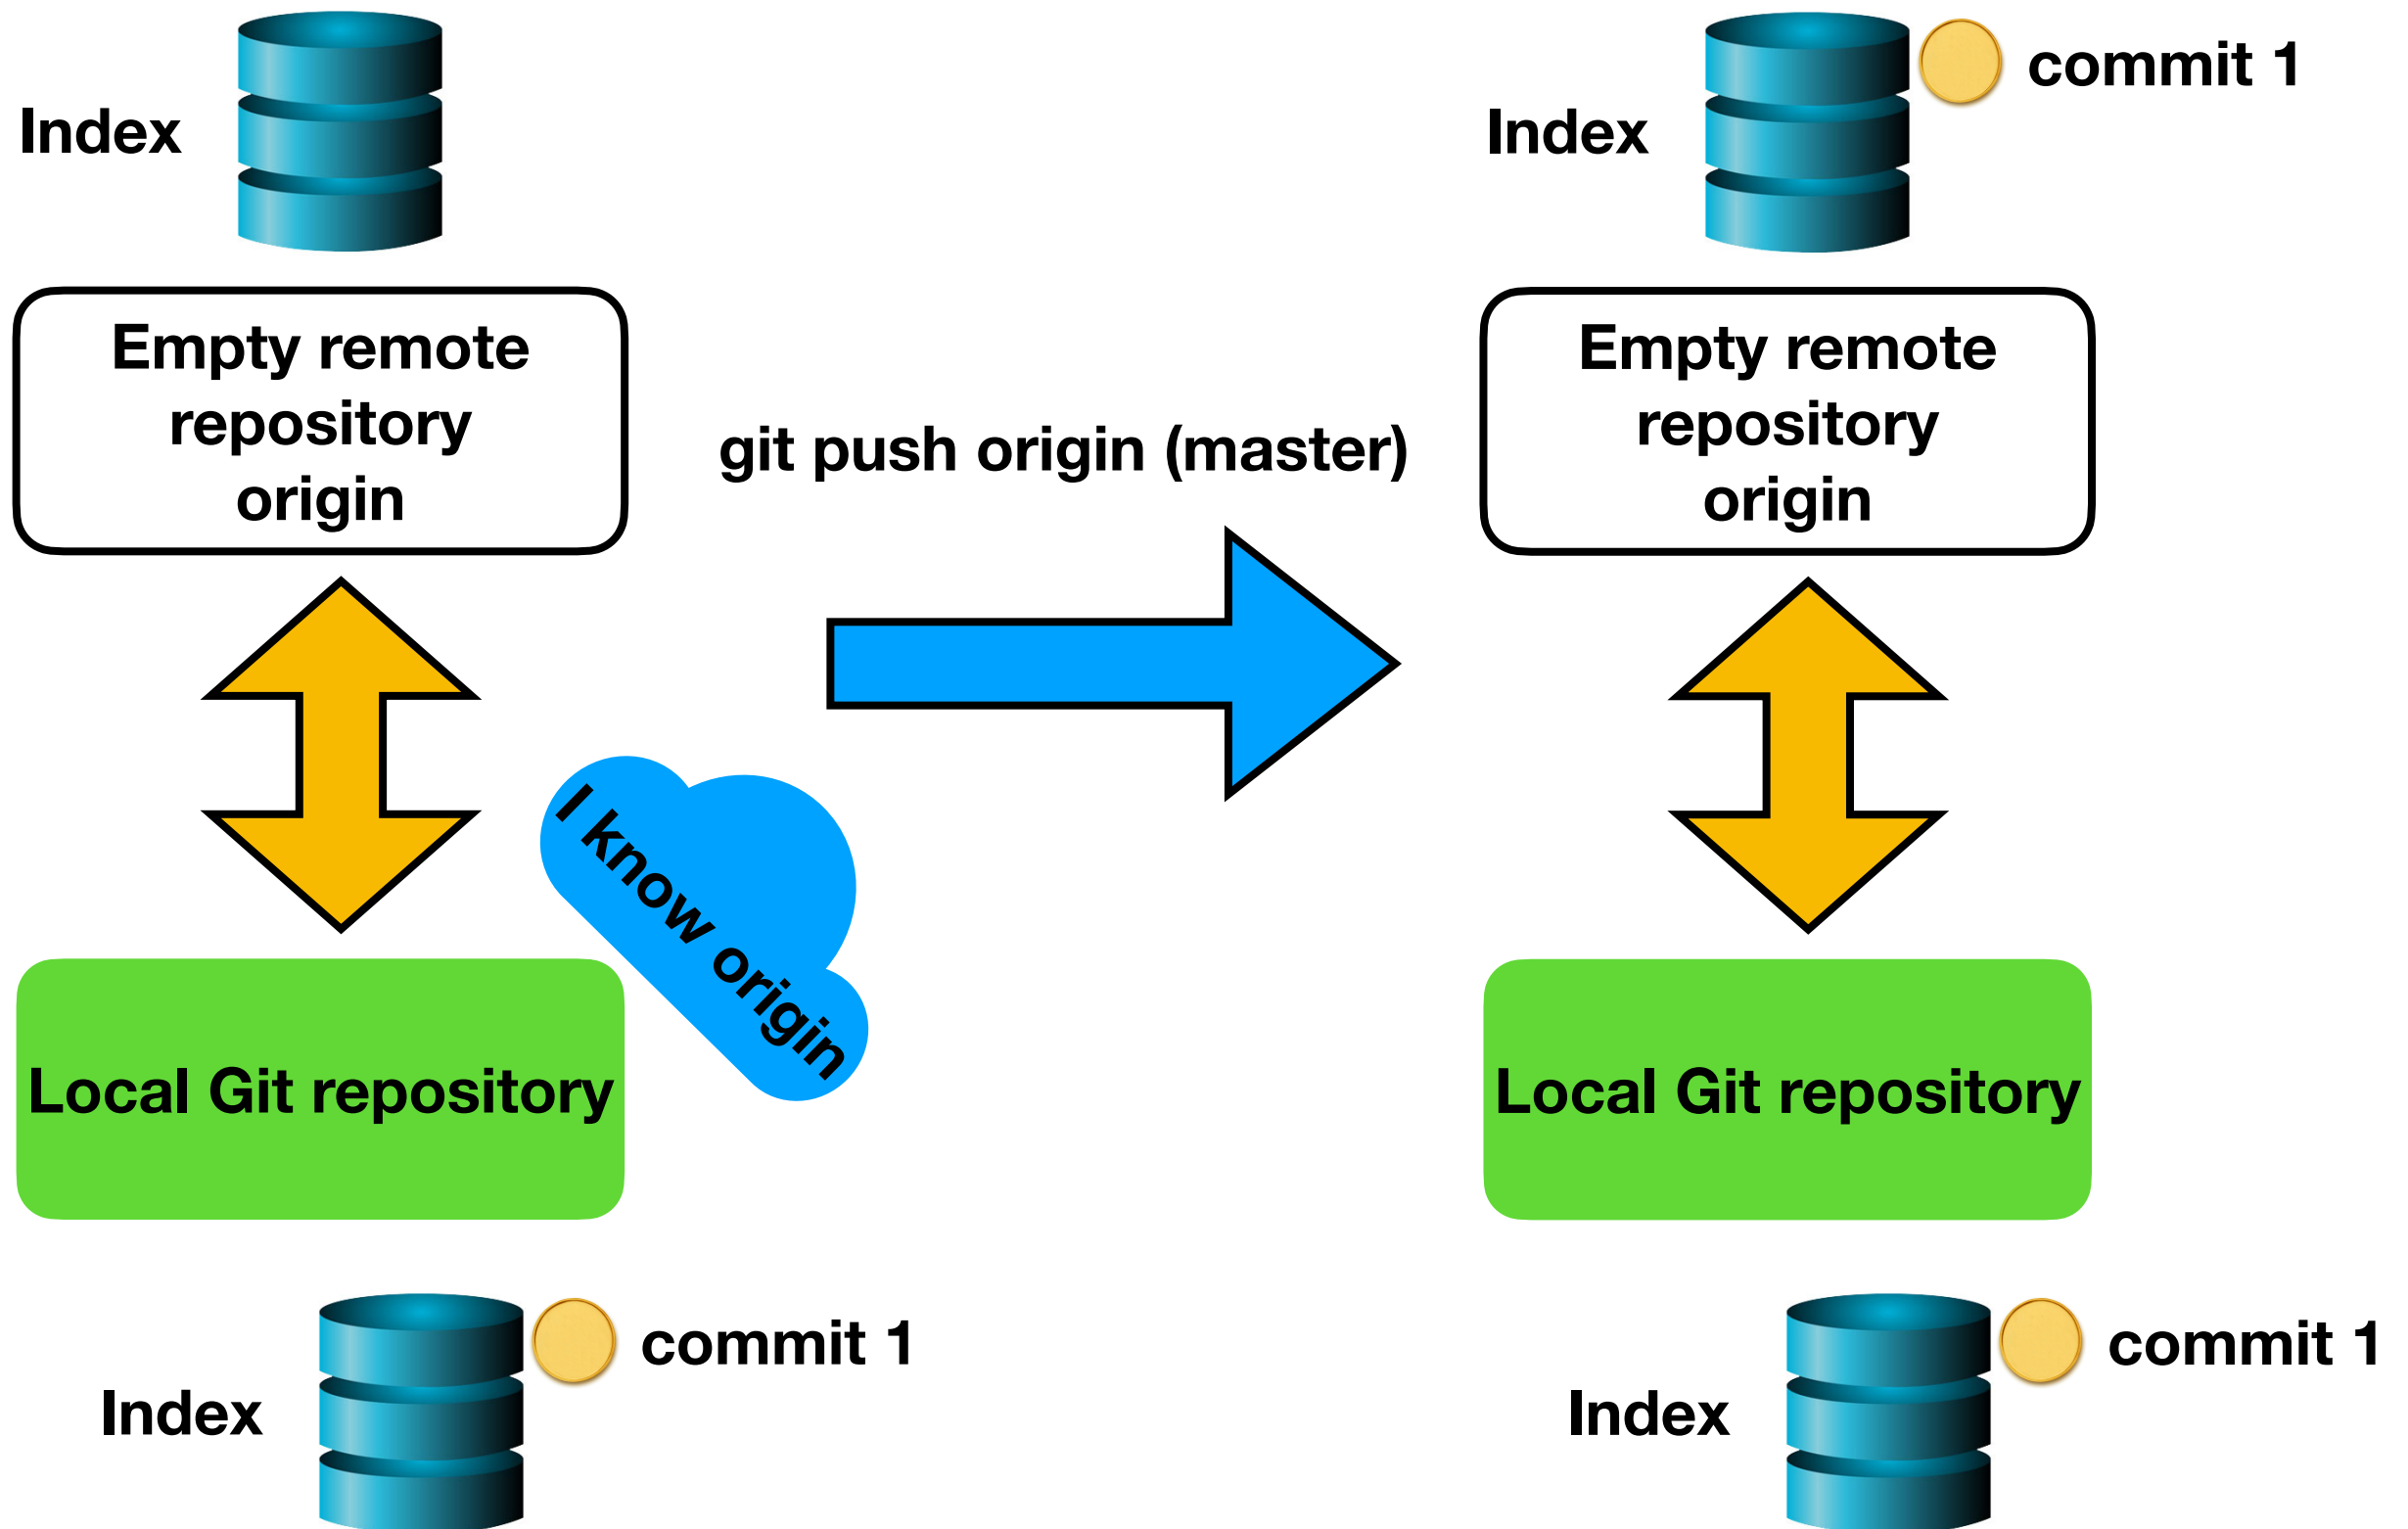 Index
Empty remote
repository
origin
I know origin
Local Git repository
commit 1
Index
git push origin (master)
commit 1
Index
Empty remote
repository
origin
Local Git repository
commit 1
Index